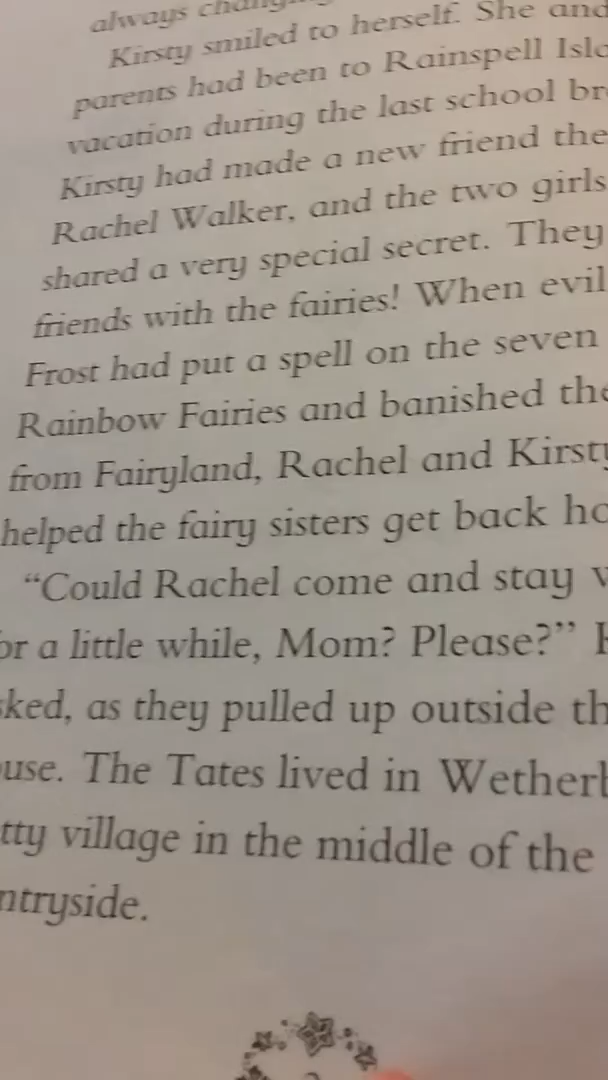 always
Kirsty smiled to herself. She and
parents had been to Rainspell
vacation during the last school
Kirsty had made a new friend
Rachel Walker, and the two girls
shared a very special secret. They
friends with the fairies! When evil
Frost had put a spell on the seven
Rainbow Fairies and banished
from Fairyland, Rachel and Kirsty
helped the fairy sisters get back
“Could Rachel come and stay
a little while, Mom? Please?”
as they pulled up outside
The Tates lived in
village in the middle of the